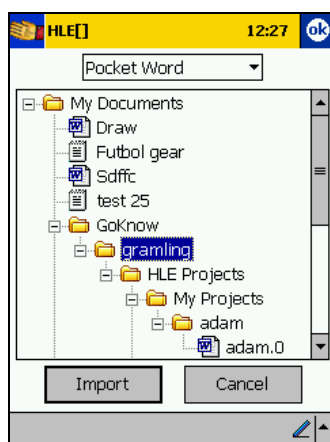 HLE[] 12:27 ok
Pocket Word
My Documents
Draw
Futbol gear
Sdffc
test 25
GoKnow
gramling
HLE Projects
My Projects
adam
adam.0
Import Cancel